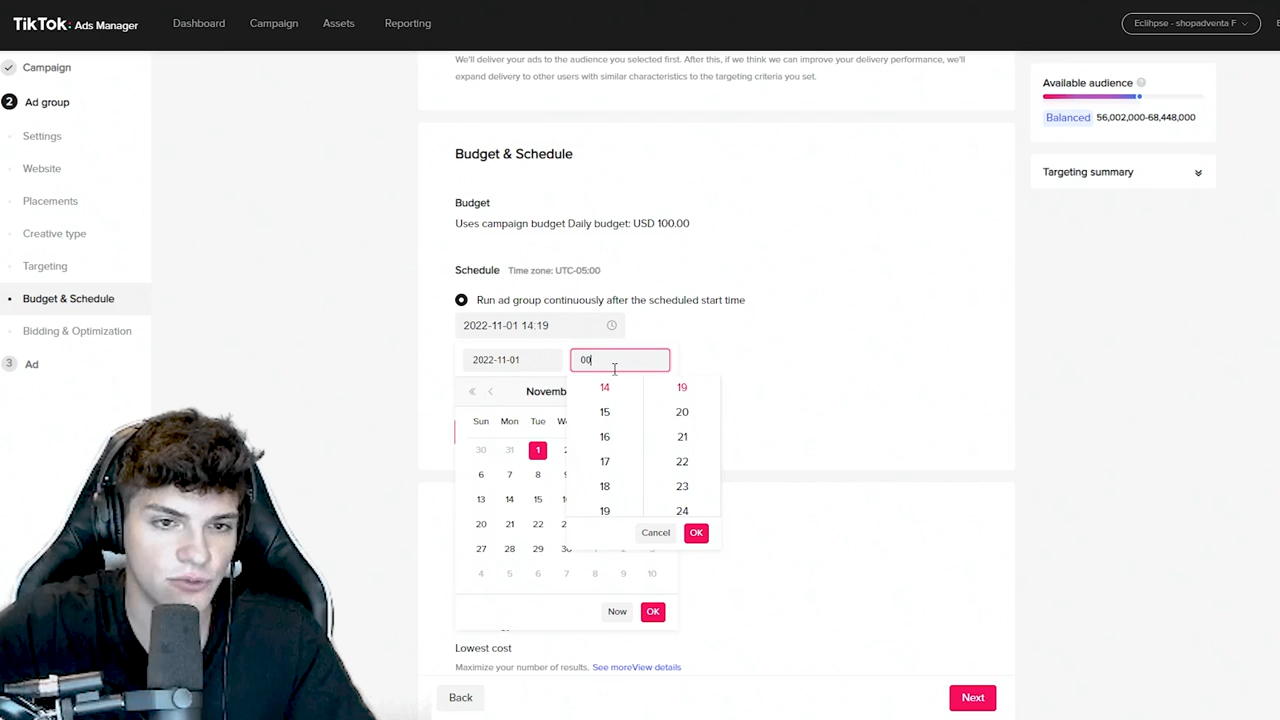 TikTok: Ads Manager
Dashboard
Campaign
Assets
Reporting
Eclihpse - shopadventa F
Campaign
2 Ad group
Settings
Website
Placements
Creative type
Targeting
Budget & Schedule
Bidding & Optimization
3 Ad
We'll deliver your ads to the audience you selected first. After this, if we think we can improve your delivery performance, we'll
expand delivery to other users with similar characteristics to the targeting criteria you set.
Budget & Schedule
Budget
Uses campaign budget Daily budget: USD 100.00
Schedule Time zone: UTC-05:00
Run ad group continuously after the scheduled start time
2022-11-01 14:19
2022-11-01 00
Novemb
Sun Mon Tue W
30 31 1 2
6 7 8 9
13 14 15 1
20 21 22 2
27 28 29 30 1 2 3
4 5 6 7 8 9 10
14 19
15 20
16 21
17 22
18 23
19 24
Cancel OK
Now OK
Lowest cost
Maximize your number of results. See moreView details
Back
Next
Available audience ?
Balanced 56,002,000-68,448,000
Targeting summary